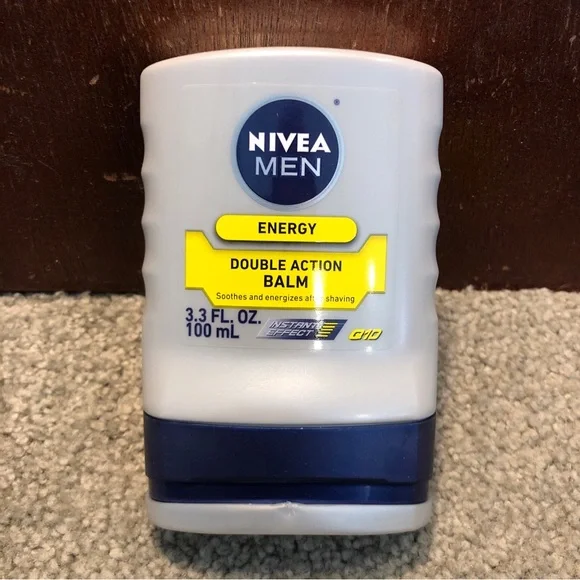 ®
NIVEA
MEN
ENERGY
DOUBLE ACTION
BALM
Soothes and energizes after shaving
3.3 FL. OZ.
100 mL
INSTANT
EFFECT
Q10